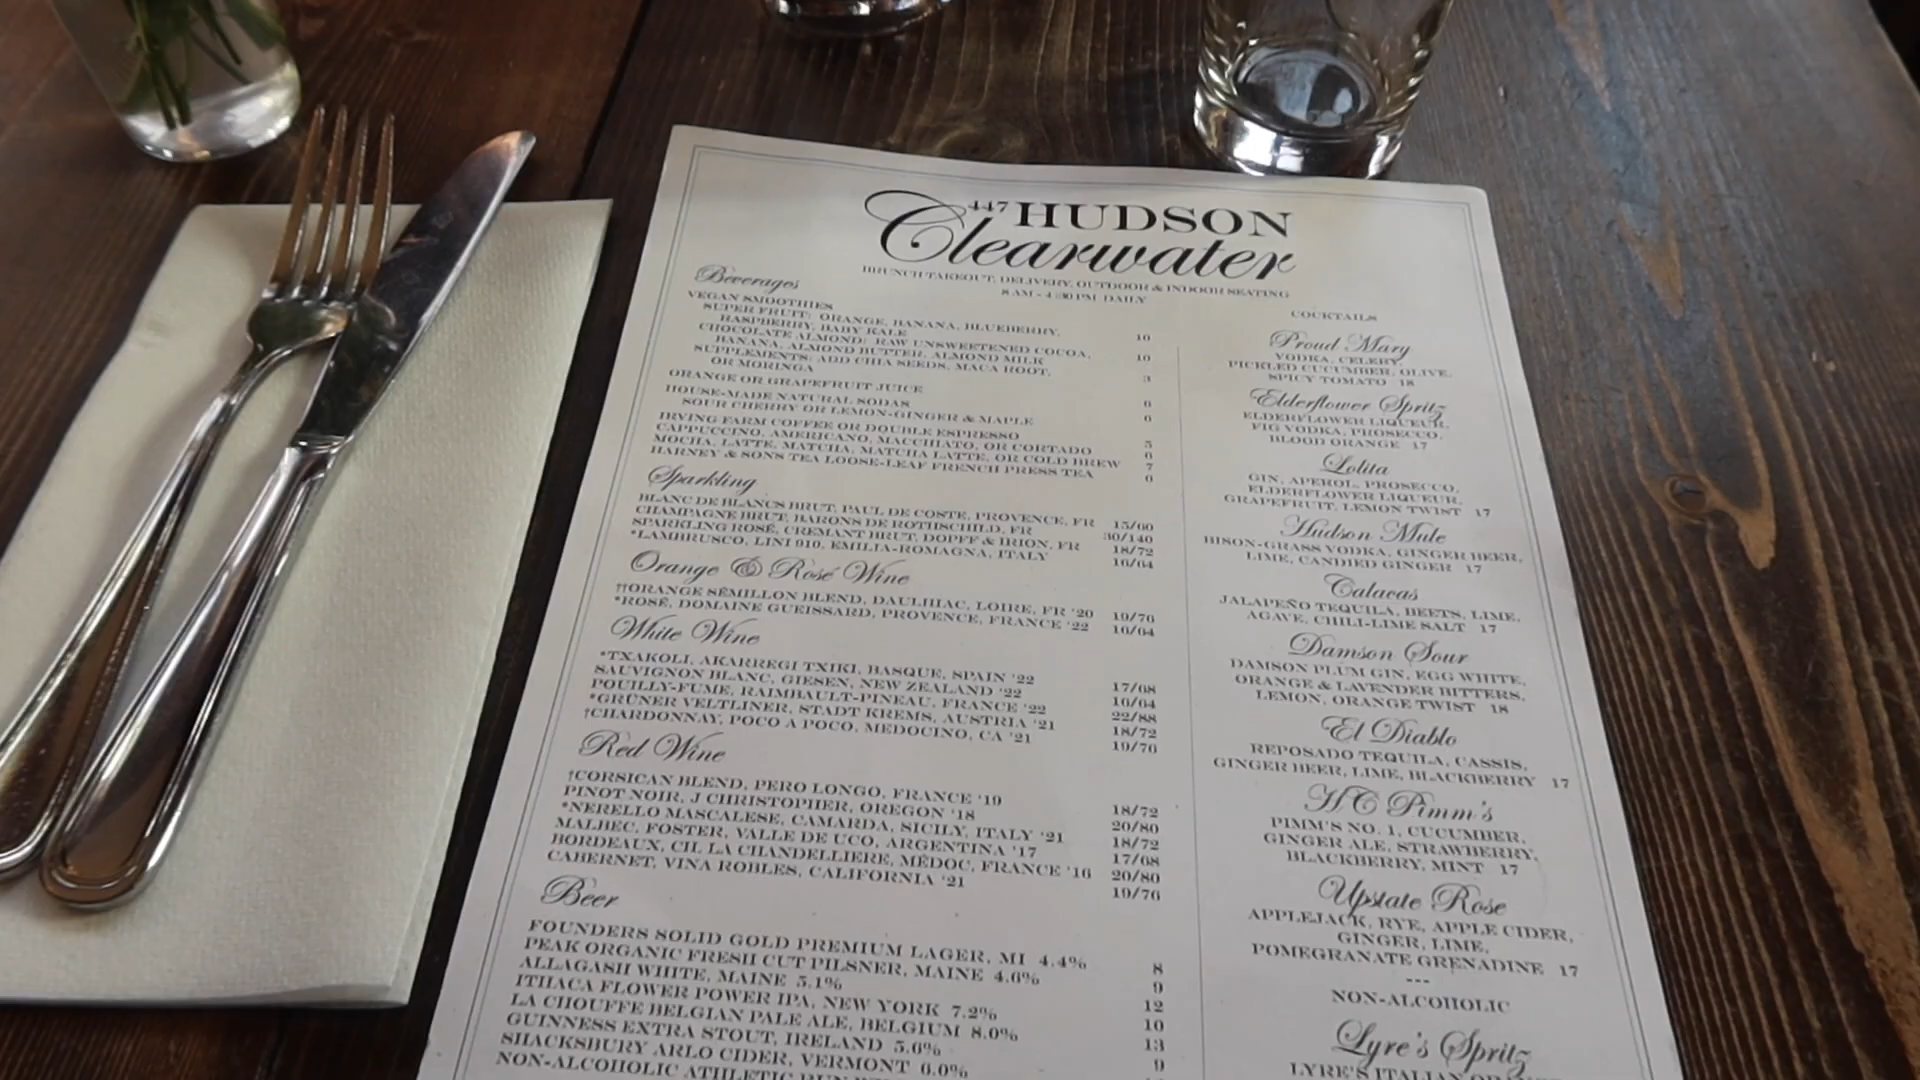 447 HUDSON
Clearwater
BRUNCH TAKEOUT, DELIVERY, OUTDOOR & INDOOR SEATING
8 AM - 4:30 PM DAILY
Beverages
VEGAN SMOOTHIES
SUPER FRUIT: ORANGE, BANANA, BLUEBERRY,
RASPBERRY, BABY KALE 10
CHOCOLATE ALMOND: RAW UNSWEETENED COCOA,
BANANA, ALMOND BUTTER, ALMOND MILK 10
SUPPLEMENTS: ADD CHIA SEEDS, MACA ROOT,
OR MORINGA 3
ORANGE OR GRAPEFRUIT JUICE
HOUSE-MADE NATURAL SODAS
SOUR CHERRY OR LEMON-GINGER & MAPLE
IRVING FARM COFFEE OR DOUBLE ESPRESSO 5
CAPPUCCINO, AMERICANO, MACCHIATO, OR CORTADO
MOCHA, LATTE, MATCHA, MATCHA LATTE, OR COLD BREW 7
HARNEY & SONS TEA LOOSE-LEAF FRENCH PRESS TEA
Sparkling
BLANC DE BLANCS BRUT, PAUL DE COSTE, PROVENCE, FR 15/60
CHAMPAGNE BRUT, BARONS DE ROTHSCHILD, FR 30/140
SPARKLING ROSÉ, CREMANT BRUT, DOPFF & IRION, FR 18/72
*LAMBRUSCO, LINI 910, EMILIA-ROMAGNA, ITALY 16/64
Orange & Rosé Wine
††ORANGE SÉMILLON BLEND, DAULHIAC, LOIRE, FR '20 19/76
*ROSÉ, DOMAINE GUEISSARD, PROVENCE, FRANCE '22 16/64
White Wine
*TXAKOLI, AKARREGI TXIKI, BASQUE, SPAIN '22 17/68
SAUVIGNON BLANC, GIESEN, NEW ZEALAND '22 16/64
POUILLY-FUME, RAIMBAULT-PINEAU, FRANCE '22 22/88
*GRÜNER VELTLINER, STADT KREMS, AUSTRIA '21 18/72
†CHARDONNAY, POCO A POCO, MEDOCINO, CA '21 19/76
Red Wine
†CORSICAN BLEND, PERO LONGO, FRANCE '19 18/72
PINOT NOIR, J CHRISTOPHER, OREGON '18 20/80
*NERELLO MASCALESE, CAMARDA, SICILY, ITALY '21 18/72
MALBEC, FOSTER, VALLE DE UCO, ARGENTINA '17 17/68
BORDEAUX, CH. LA CHANDELLIERE, MÉDOC, FRANCE '16 20/80
CABERNET, VINA ROBLES, CALIFORNIA '21 19/76
Beer
FOUNDERS SOLID GOLD PREMIUM LAGER, MI 4.4% 8
PEAK ORGANIC FRESH CUT PILSNER, MAINE 4.6% 9
ALLAGASH WHITE, MAINE 5.1% 12
ITHACA FLOWER POWER IPA, NEW YORK 7.2% 10
LA CHOUFFE BELGIAN PALE ALE, BELGIUM 8.0% 13
GUINNESS EXTRA STOUT, IRELAND 5.6% 9
SHACKSBURY ARLO CIDER, VERMONT 6.0%
NON-ALCOHOLIC ATHLETIC
COCKTAILS
Proud Mary
VODKA, CELERY,
PICKLED CUCUMBER, OLIVE,
SPICY TOMATO 18
Elderflower Spritz
ELDERFLOWER LIQUEUR,
FIG VODKA, PROSECCO,
BLOOD ORANGE 17
Lolita
GIN, APEROL, PROSECCO,
ELDERFLOWER LIQUEUR,
GRAPEFRUIT, LEMON TWIST 17
Hudson Mule
BISON-GRASS VODKA, GINGER BEER,
LIME, CANDIED GINGER 17
Calacas
JALAPEÑO TEQUILA, BEETS, LIME,
AGAVE, CHILI-LIME SALT 17
Damson Sour
DAMSON PLUM GIN, EGG WHITE,
ORANGE & LAVENDER BITTERS,
LEMON, ORANGE TWIST 18
El Diablo
REPOSADO TEQUILA, CASSIS,
GINGER BEER, LIME, BLACKBERRY 17
HC Pimm's
PIMM'S NO. 1, CUCUMBER,
GINGER ALE, STRAWBERRY,
BLACKBERRY, MINT 17
Upstate Rose
APPLEJACK, RYE, APPLE CIDER,
GINGER, LIME,
POMEGRANATE GRENADINE 17
---
NON-ALCOHOLIC
Lyre's Spritz
LYRE'S ITALIAN